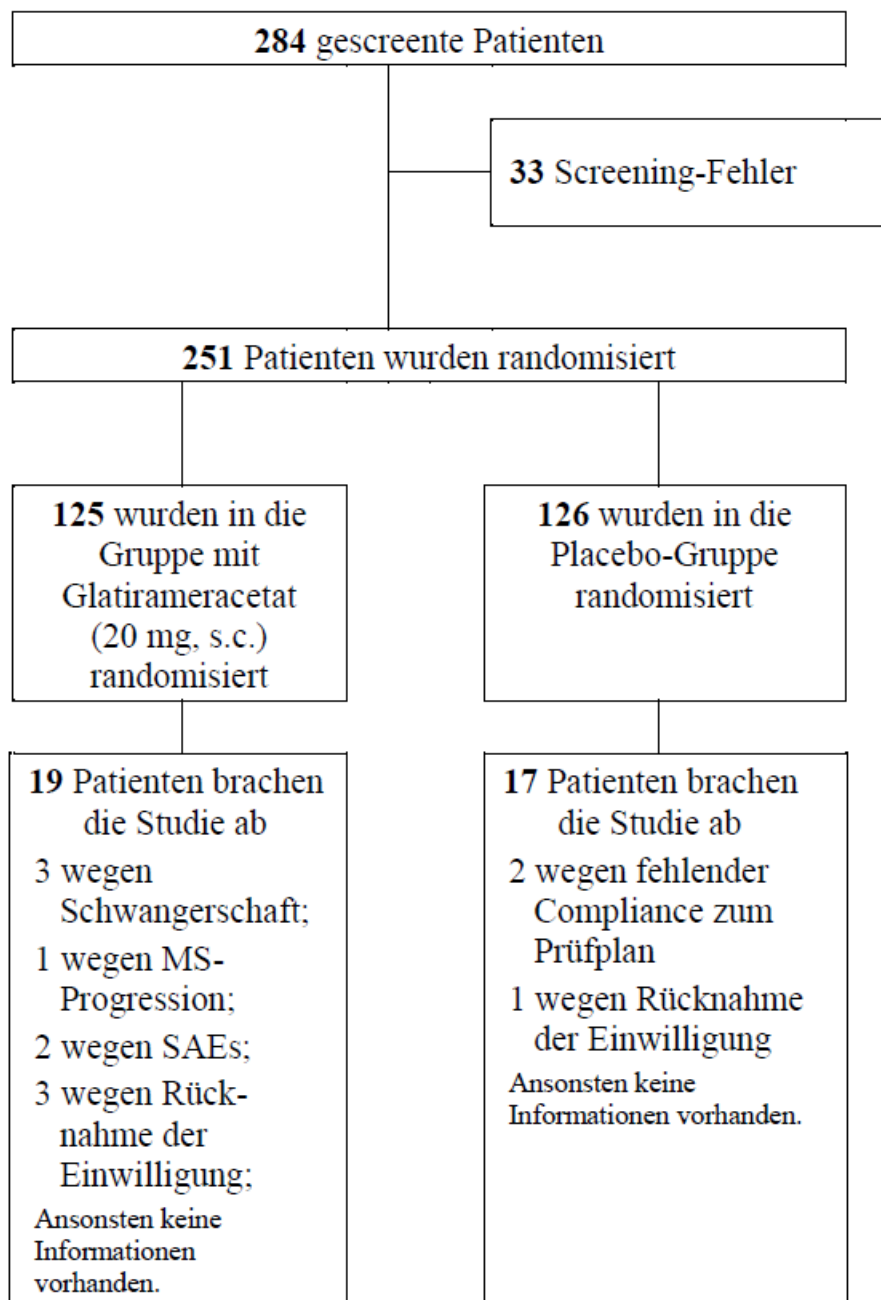 284 gescreente Patienten
33 Screening-Fehler
251 Patienten wurden randomisiert
125 wurden in die
Gruppe mit
Glatirameracetat
(20 mg, s.c.)
randomisiert
126 wurden in die
Placebo-Gruppe
randomisiert
19 Patienten brachen
die Studie ab
3 wegen
Schwangerschaft;
1 wegen MS-
Progression;
2 wegen SAEs;
3 wegen Rück-
nahme der
Einwilligung;
Ansonsten keine
Informationen
vorhanden.
17 Patienten brachen
die Studie ab
2 wegen fehlender
Compliance zum
Prüfplan
1 wegen Rücknahme
der Einwilligung
Ansonsten keine
Informationen vorhanden.